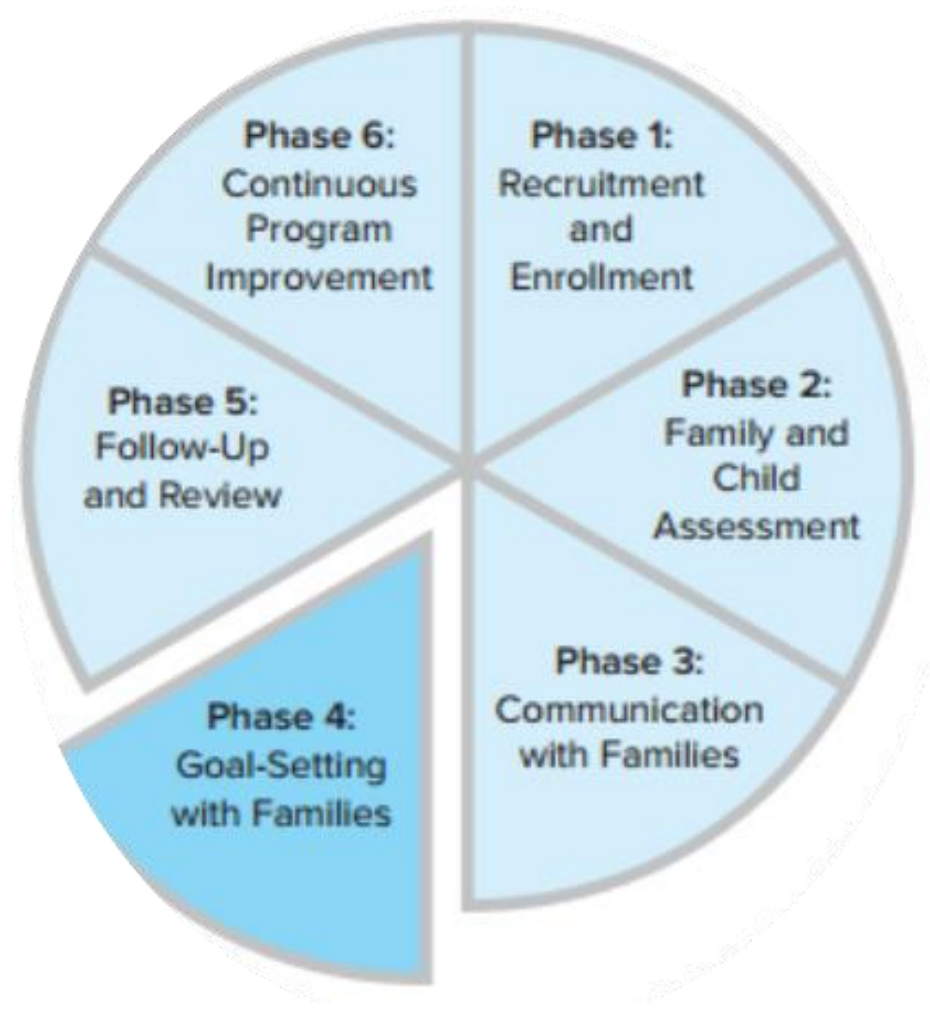 Phase 1:
Recruitment
and
Enrollment
Phase 2:
Family and
Child
Assessment
Phase 3:
Communication
with Families
Phase 4:
Goal-Setting
with Families
Phase 5:
Follow-Up
and Review
Phase 6:
Continuous
Program
Improvement